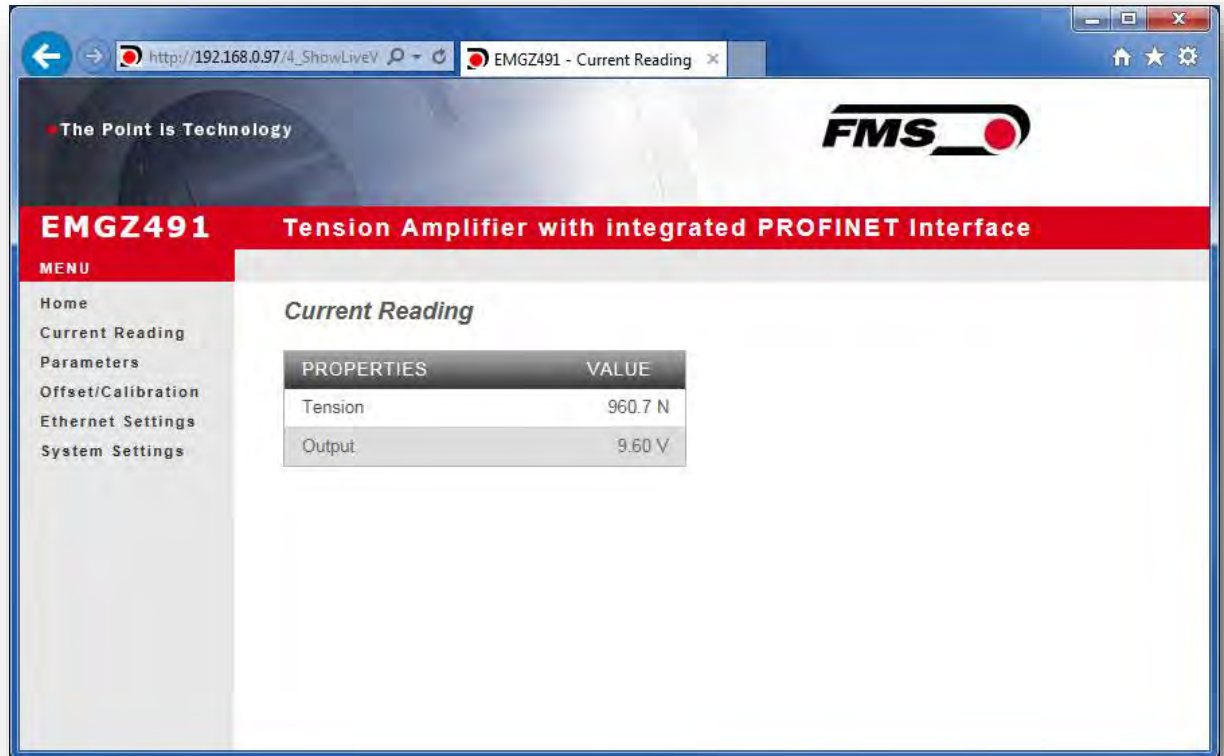 http://192.168.0.97/4_ShowLiveV
EMGZ491 - Current Reading
The Point is Technology
FMS
EMGZ491
Tension Amplifier with integrated PROFINET Interface
MENU
Home
Current Reading
Parameters
Offset/Calibration
Ethernet Settings
System Settings
Current Reading
PROPERTIES VALUE
Tension 960.7 N
Output 9.60 V